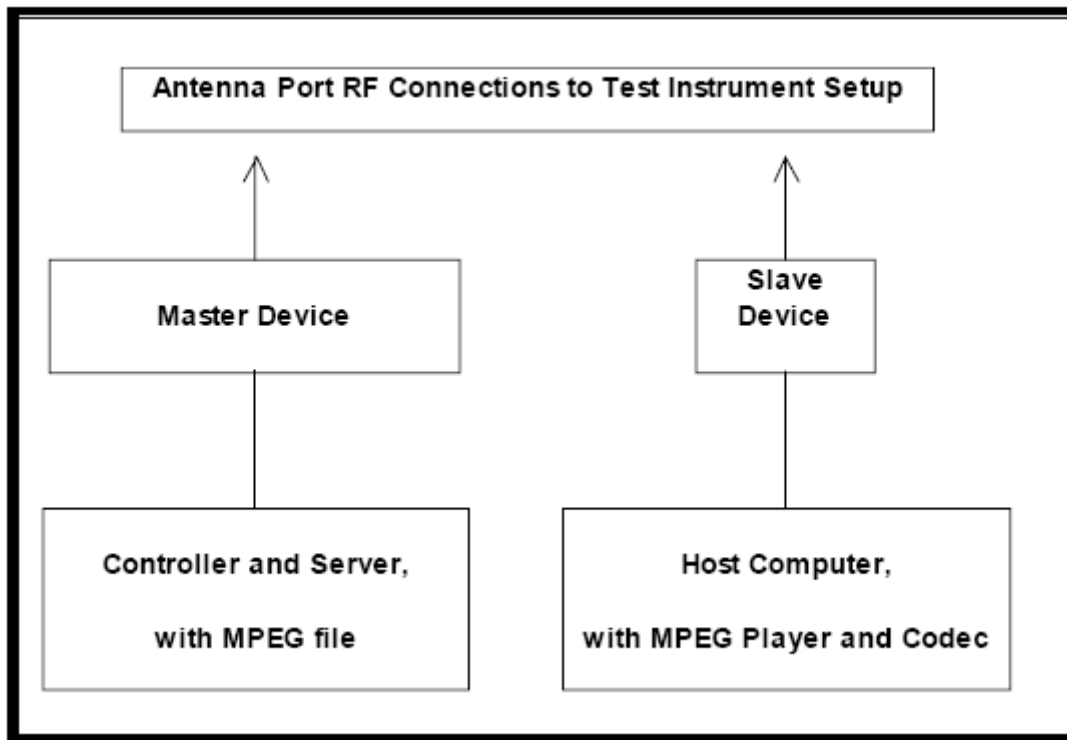 Antenna Port RF Connections to Test Instrument Setup
Master Device
Slave
Device
Controller and Server,
with MPEG file
Host Computer,
with MPEG Player and Codec